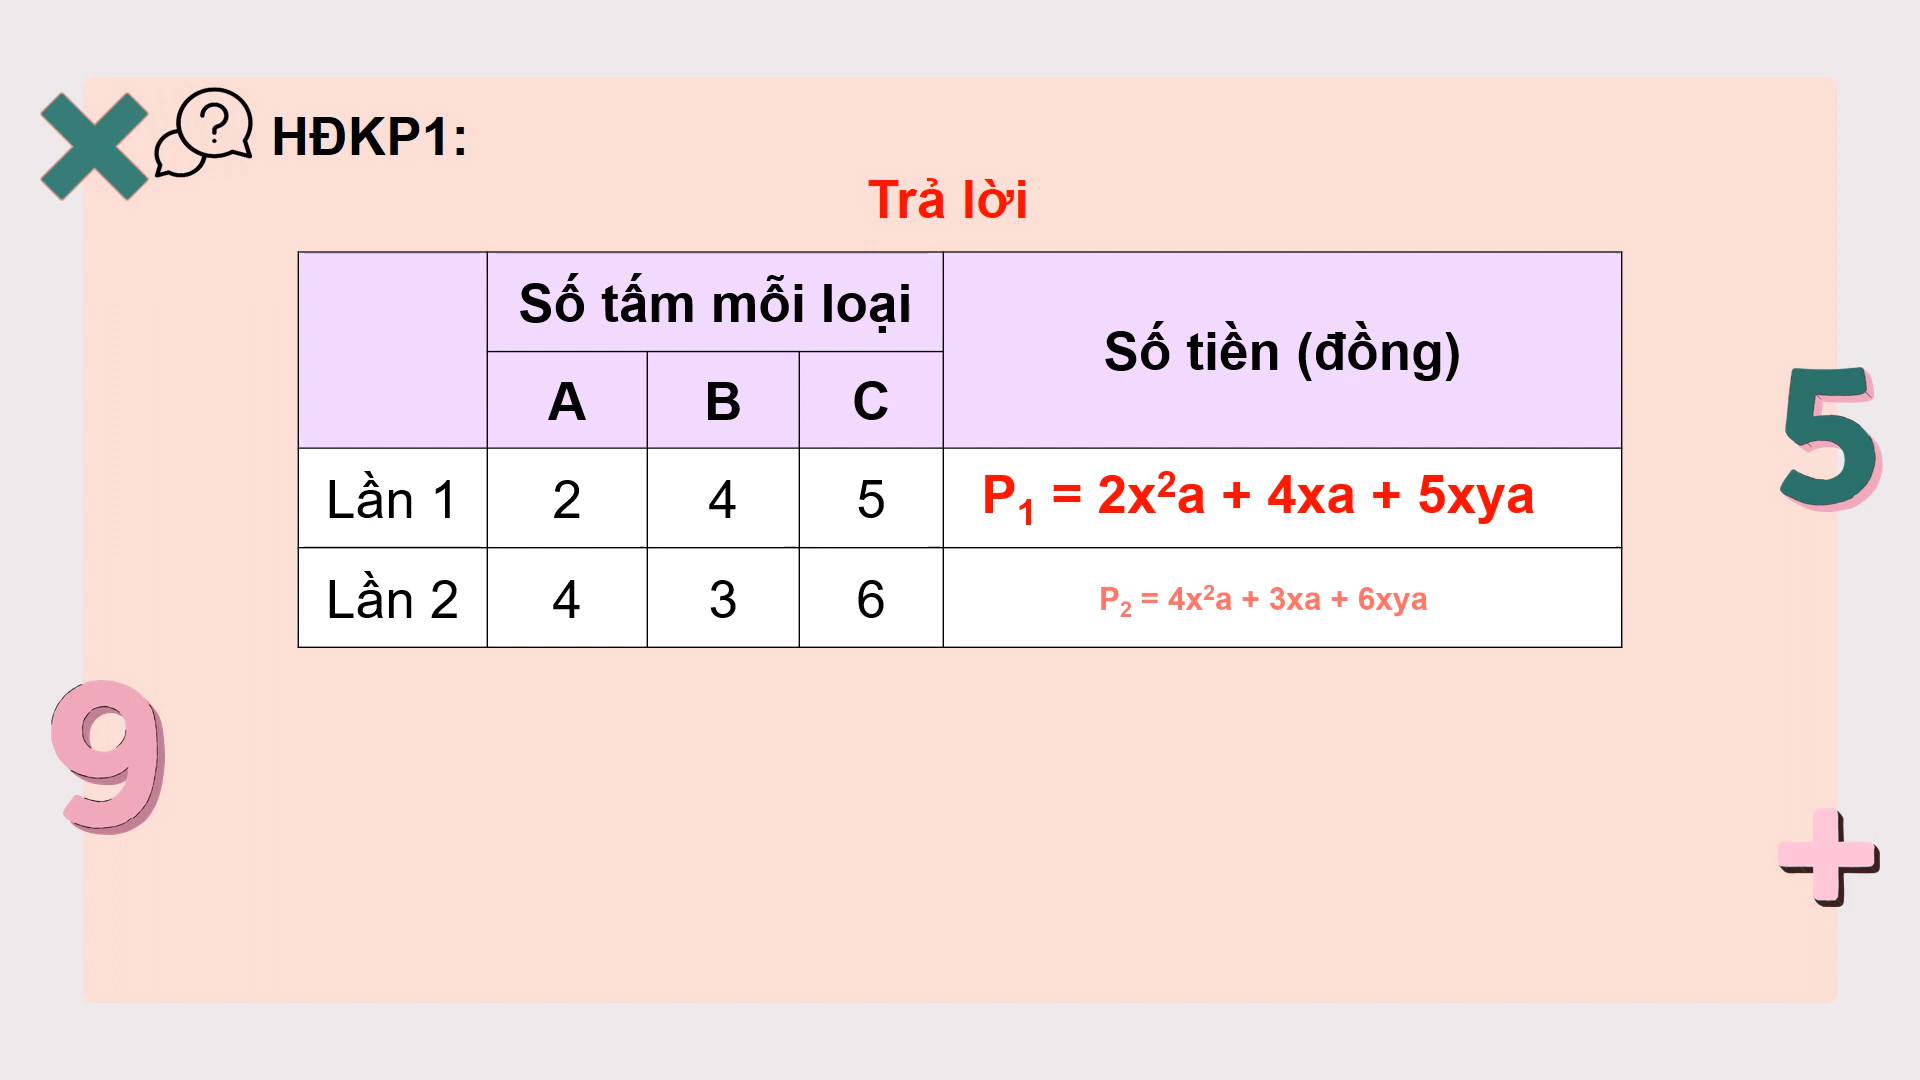 HĐKP1:
Trả lời
Số tấm mỗi loại
Số tiền (đồng)
A B C
Lần 1 2 4 5 P₁ = 2x²a + 4xa + 5xya
Lần 2 4 3 6 P₂ = 4x²a + 3xa + 6xya
5
9